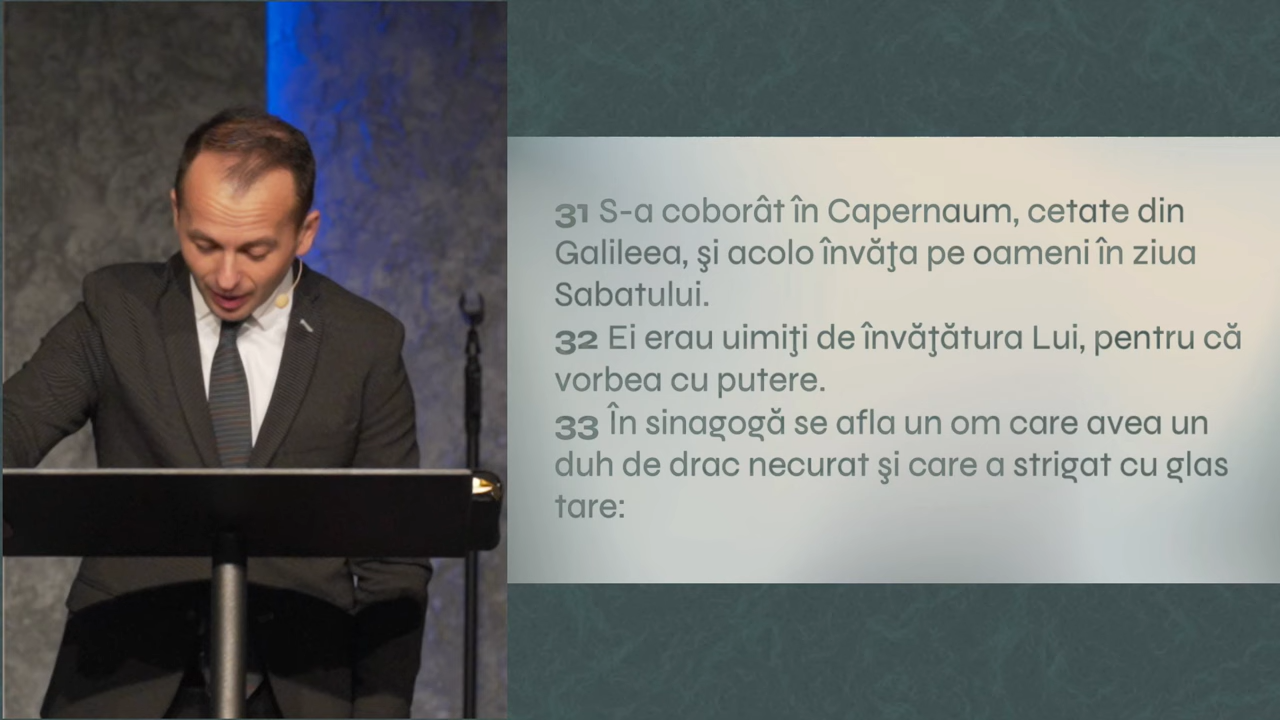 31 S-a coborât în Capernaum, cetate din
Galileea, şi acolo învăţa pe oameni în ziua
Sabatului.
32 Ei erau uimiţi de învăţătura Lui, pentru că
vorbea cu putere.
33 În sinagogă se afla un om care avea un
duh de drac necurat şi care a strigat cu glas
tare: